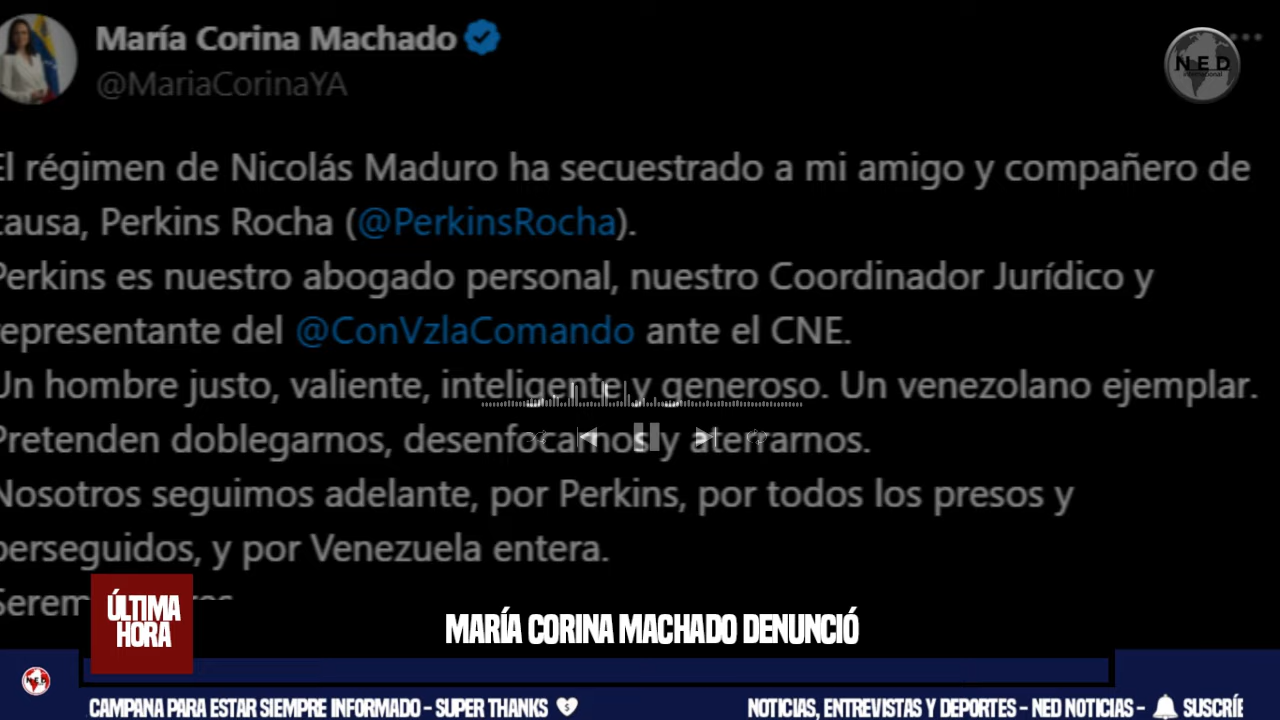 María Corina Machado
@MariaCorinaYA
NED
international
El régimen de Nicolás Maduro ha secuestrado a mi amigo y compañero de
causa, Perkins Rocha (@PerkinsRocha).
Perkins es nuestro abogado personal, nuestro Coordinador Jurídico y
representante del @ConVzlaComando ante el CNE.
Un hombre justo, valiente, inteligente y generoso. Un venezolano ejemplar.
Pretenden doblegarnos, desenfocarnos y aterrarnos.
Nosotros seguimos adelante, por Perkins, por todos los presos y
perseguidos, y por Venezuela entera.
ÚLTIMA
HORA
MARÍA CORINA MACHADO DENUNCIÓ
NED
CAMPANA PARA ESTAR SIEMPRE INFORMADO - SUPER THANKS
NOTICIAS, ENTREVISTAS Y DEPORTES - NED NOTICIAS - SUSCRÍE